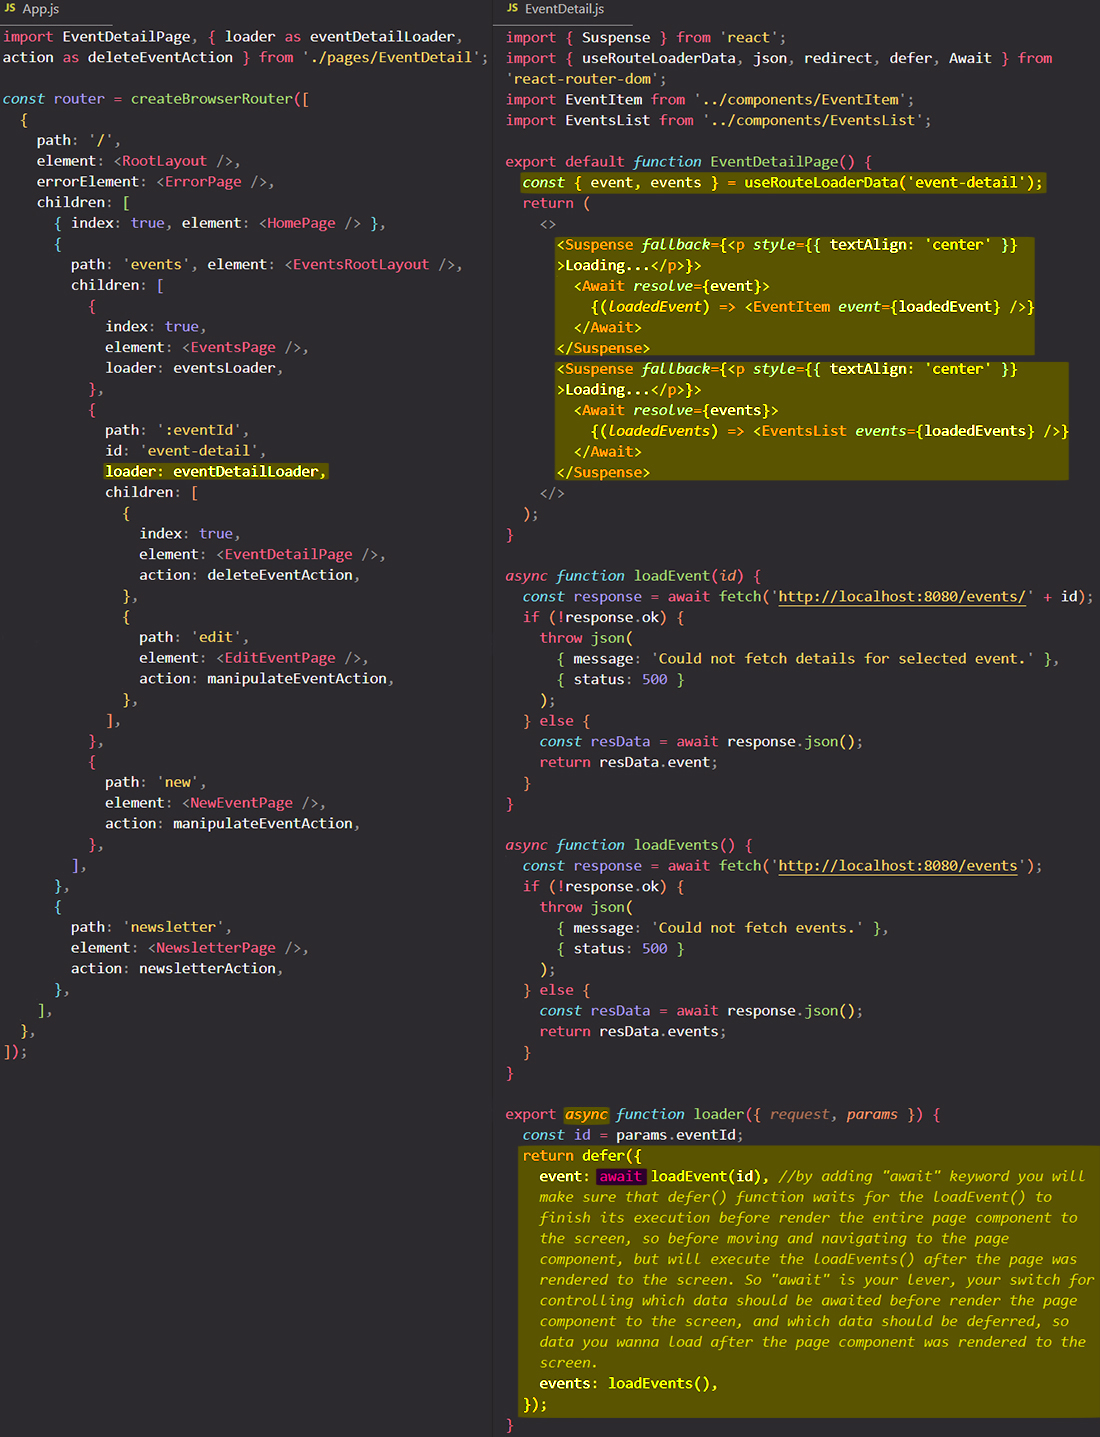 JS App.js
import EventDetailPage, { loader as eventDetailLoader,
action as deleteEventAction } from './pages/EventDetail';
const router = createBrowserRouter([
{
path: '/',
element: <RootLayout />,
errorElement: <ErrorPage />,
children: [
{ index: true, element: <HomePage /> },
{
path: 'events', element: <EventsRootLayout />,
children: [
{
index: true,
element: <EventsPage />,
loader: eventsLoader,
},
{
path: ':eventId',
id: 'event-detail',
loader: eventDetailLoader,
children: [
{
index: true,
element: <EventDetailPage />,
action: deleteEventAction,
},
{
path: 'edit',
element: <EditEventPage />,
action: manipulateEventAction,
},
],
},
{
path: 'new',
element: <NewEventPage />,
action: manipulateEventAction,
},
],
},
{
path: 'newsletter',
element: <NewsletterPage />,
action: newsletterAction,
},
],
},
]);
JS EventDetail.js
import { Suspense } from 'react';
import { useRouteLoaderData, json, redirect, defer, Await } from
'react-router-dom';
import EventItem from '../components/EventItem';
import EventsList from '../components/EventsList';
export default function EventDetailPage() {
const { event, events } = useRouteLoaderData('event-detail');
return (
<>
<Suspense fallback={<p style={{ textAlign: 'center' }}
>Loading...</p>}>
<Await resolve={event}>
{(loadedEvent) => <EventItem event={loadedEvent} />}
</Await>
</Suspense>
<Suspense fallback={<p style={{ textAlign: 'center' }}
>Loading...</p>}>
<Await resolve={events}>
{(loadedEvents) => <EventsList events={loadedEvents} />}
</Await>
</Suspense>
</>
);
}
async function loadEvent(id) {
const response = await fetch('http://localhost:8080/events/' + id);
if (!response.ok) {
throw json(
{ message: 'Could not fetch details for selected event.' },
{ status: 500 }
);
} else {
const resData = await response.json();
return resData.event;
}
}
async function loadEvents() {
const response = await fetch('http://localhost:8080/events');
if (!response.ok) {
throw json(
{ message: 'Could not fetch events.' },
{ status: 500 }
);
} else {
const resData = await response.json();
return resData.events;
}
}
export async function loader({ request, params }) {
const id = params.eventId;
return defer({
event: await loadEvent(id), //by adding "await" keyword you will
make sure that defer() function waits for the loadEvent() to
finish its execution before render the entire page component to
the screen, so before moving and navigating to the page
component, but will execute the loadEvents() after the page was
rendered to the screen. So "await" is your lever, your switch for
controlling which data should be awaited before render the page
component to the screen, and which data should be deferred, so
data you wanna load after the page component was rendered to the
screen.
events: loadEvents(),
});
}